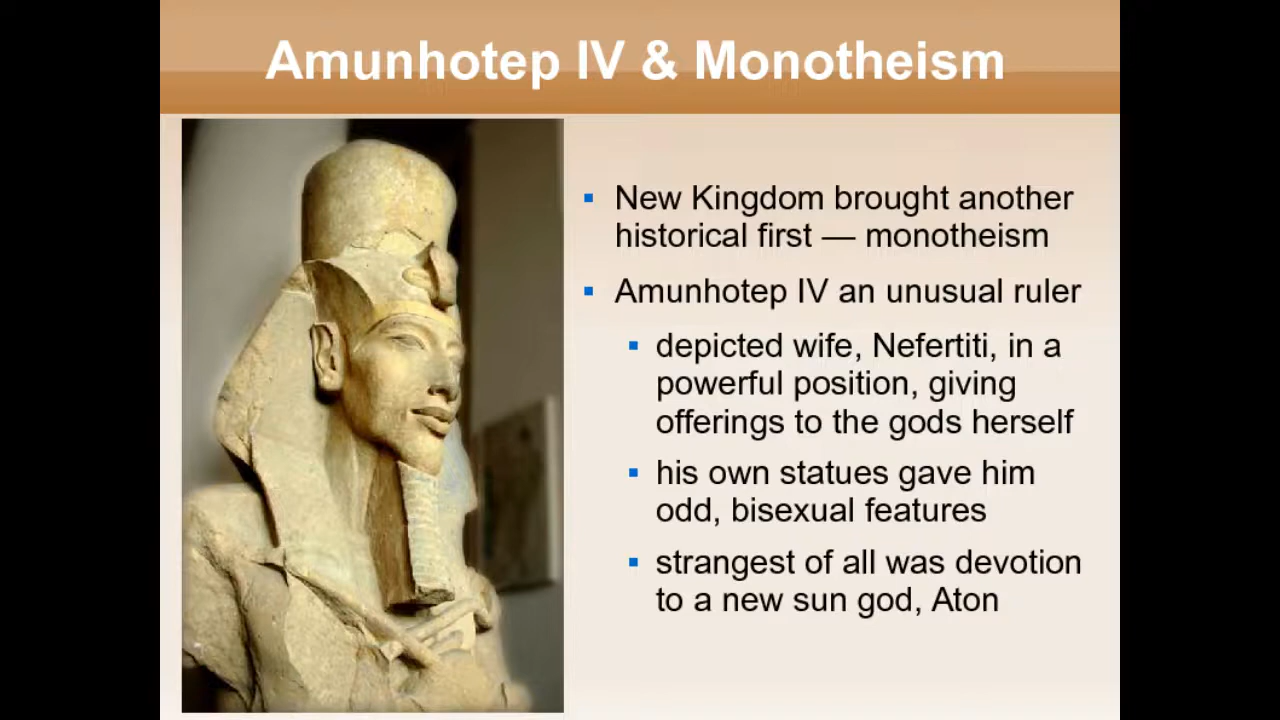 Amunhotep IV & Monotheism
▪ New Kingdom brought another
historical first — monotheism
▪ Amunhotep IV an unusual ruler
▪ depicted wife, Nefertiti, in a
powerful position, giving
offerings to the gods herself
▪ his own statues gave him
odd, bisexual features
▪ strangest of all was devotion
to a new sun god, Aton